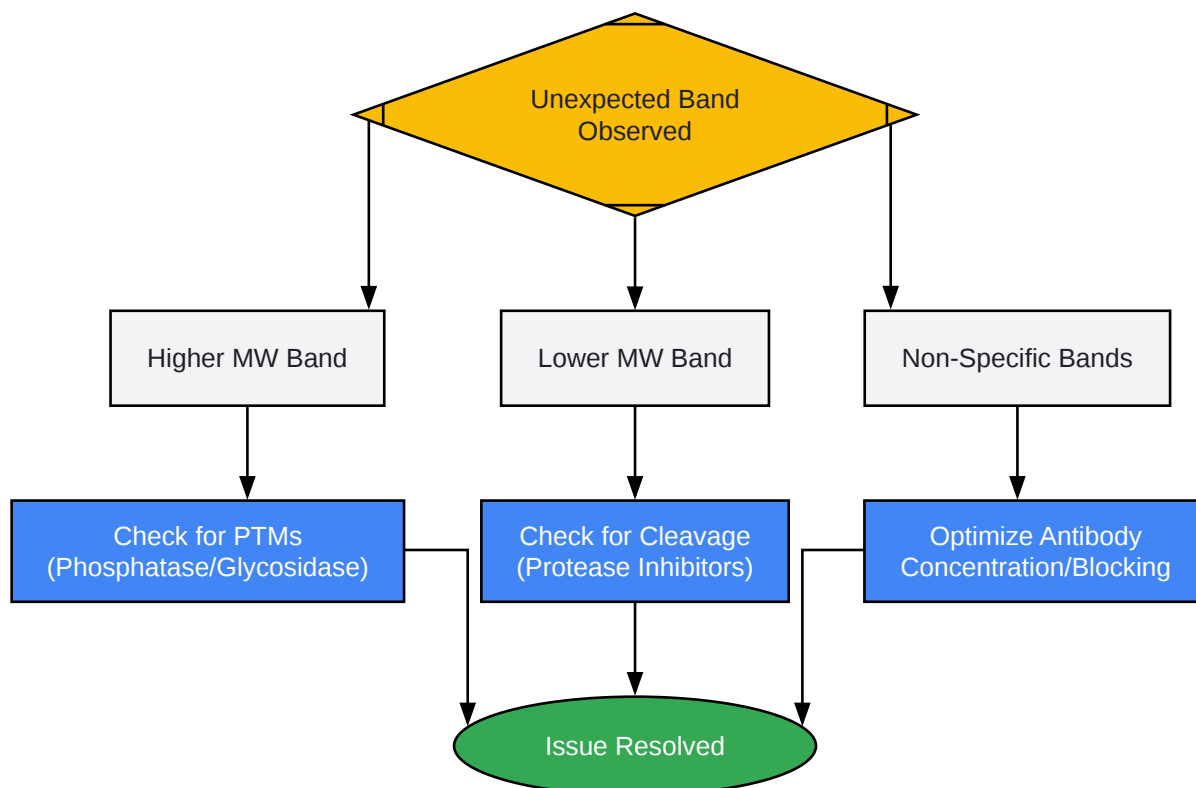 Unexpected Band
Observed
Higher MW Band
Lower MW Band
Non-Specific Bands
Check for PTMs
(Phosphatase/Glycosidase)
Check for Cleavage
(Protease Inhibitors)
Optimize Antibody
Concentration/Blocking
Issue Resolved